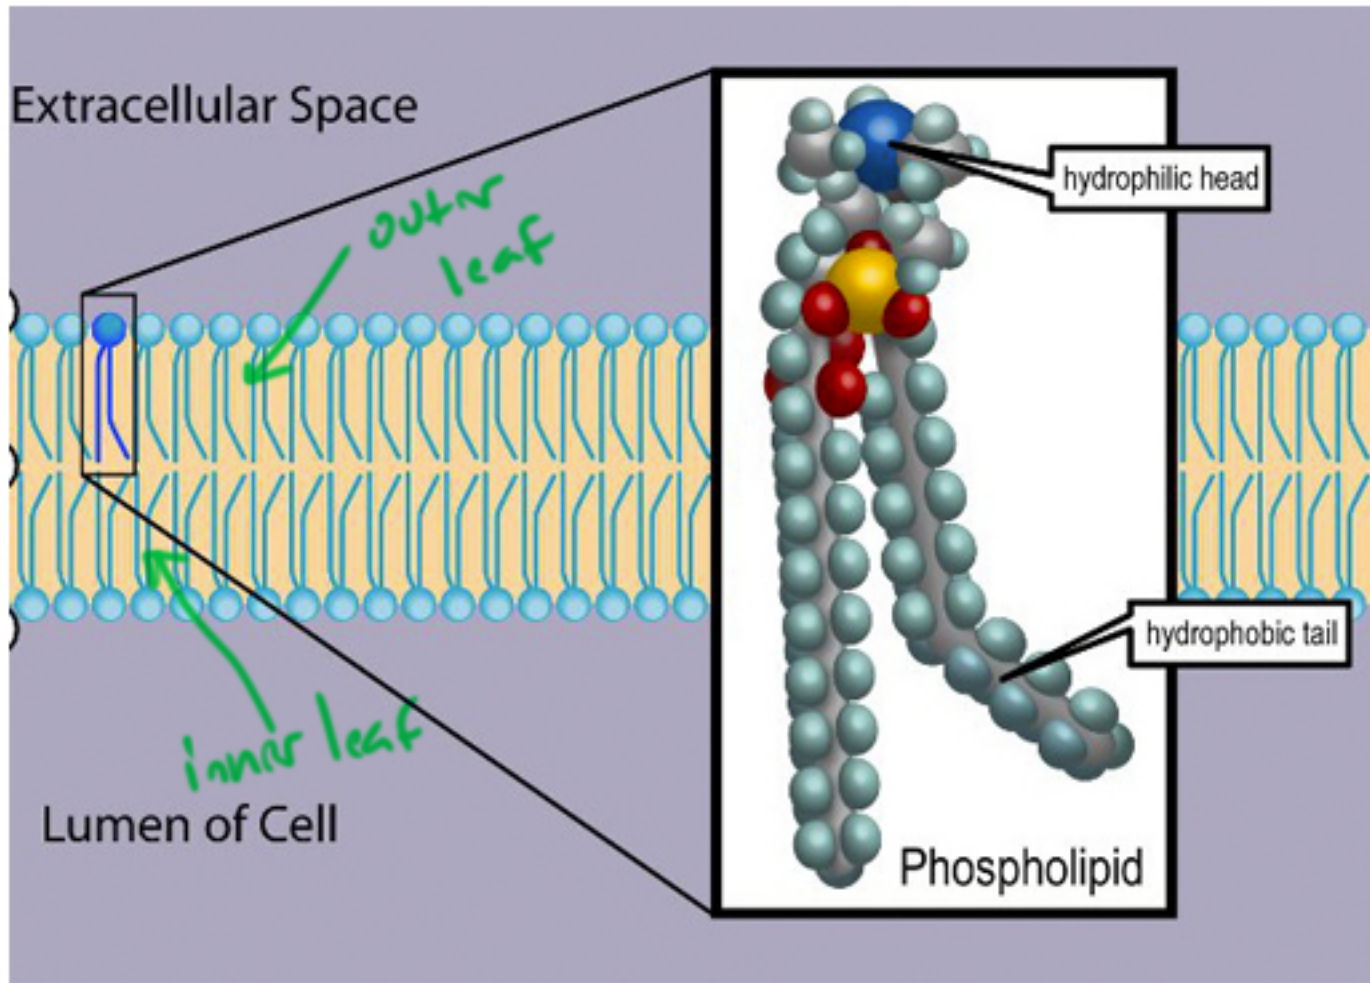 Extracellular Space
outer
leaf
hydrophilic head
hydrophobic tail
inner leaf
Lumen of Cell
Phospholipid